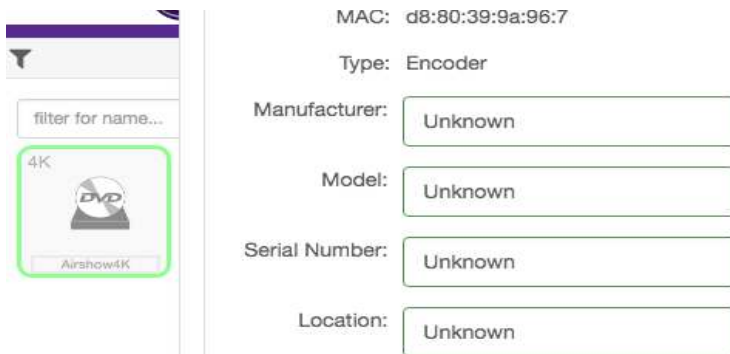 filter for name...
4K
DVD
Airshow4K
MAC: d8:80:39:9a:96:7
Type: Encoder
Manufacturer: Unknown
Model: Unknown
Serial Number: Unknown
Location: Unknown